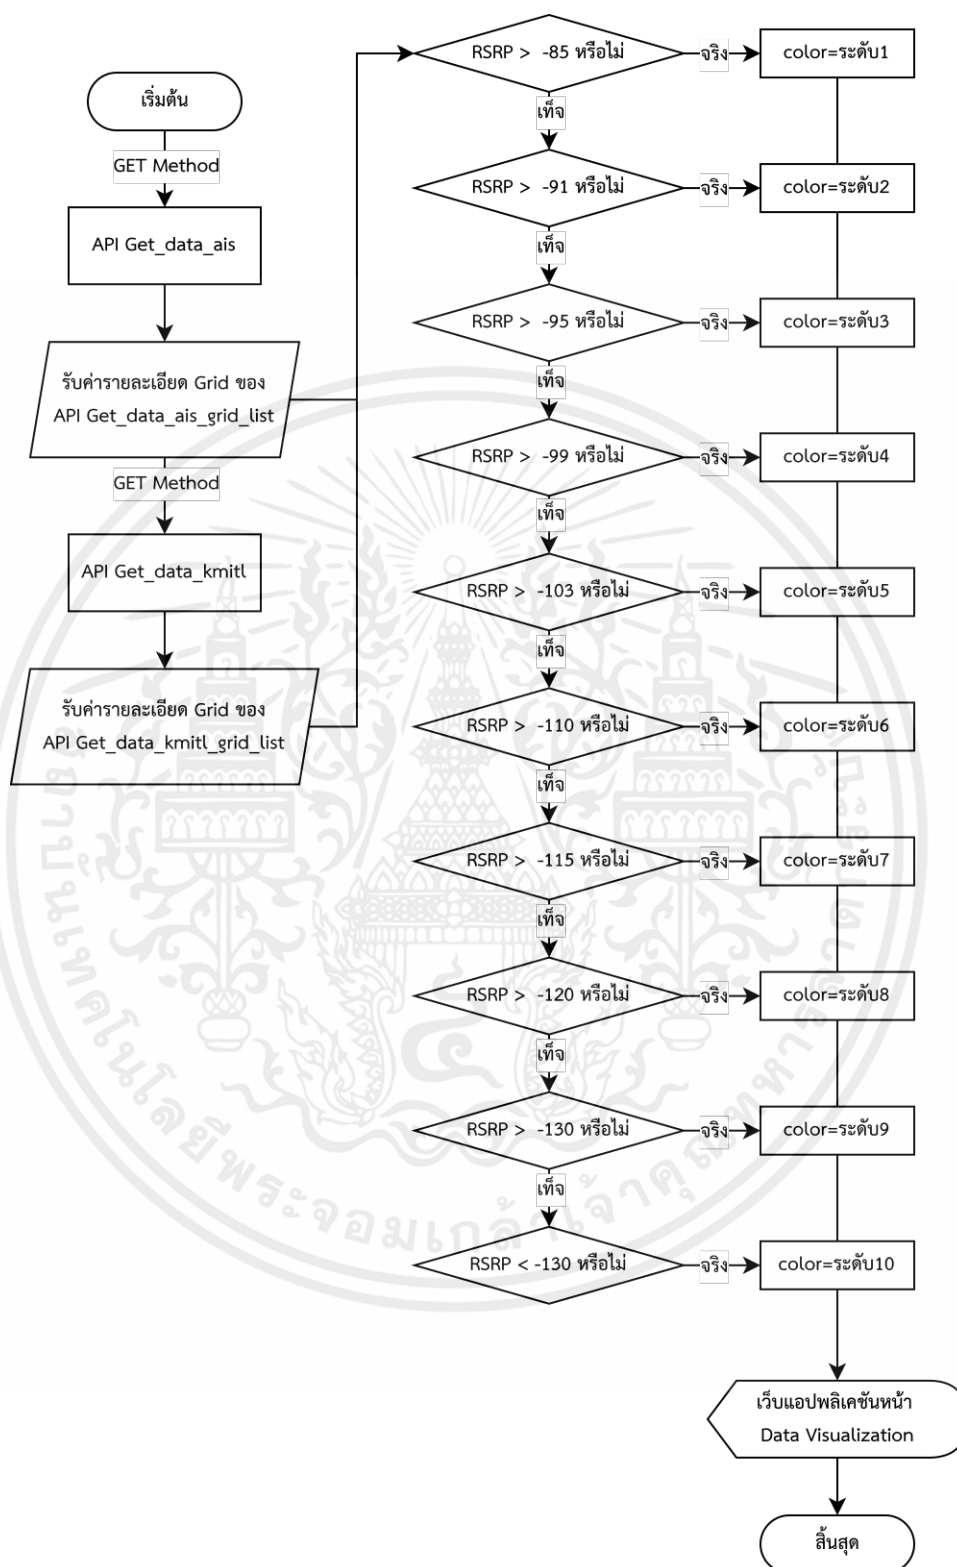 เริ่มต้น
GET Method
API Get_data_ais
รับค่ารายละเอียด Grid ของ
API Get_data_ais_grid_list
GET Method
API Get_data_kmitl
รับค่ารายละเอียด Grid ของ
API Get_data_kmitl_grid_list
RSRP > -85 หรือไม่
จริง
color=ระดับ1
เท็จ
RSRP > -91 หรือไม่
จริง
color=ระดับ2
เท็จ
RSRP > -95 หรือไม่
จริง
color=ระดับ3
เท็จ
RSRP > -99 หรือไม่
จริง
color=ระดับ4
เท็จ
RSRP > -103 หรือไม่
จริง
color=ระดับ5
เท็จ
RSRP > -110 หรือไม่
จริง
color=ระดับ6
เท็จ
RSRP > -115 หรือไม่
จริง
color=ระดับ7
เท็จ
RSRP > -120 หรือไม่
จริง
color=ระดับ8
เท็จ
RSRP > -130 หรือไม่
จริง
color=ระดับ9
เท็จ
RSRP < -130 หรือไม่
จริง
color=ระดับ10
เว็บแอปพลิเคชันหน้า
Data Visualization
สิ้นสุด